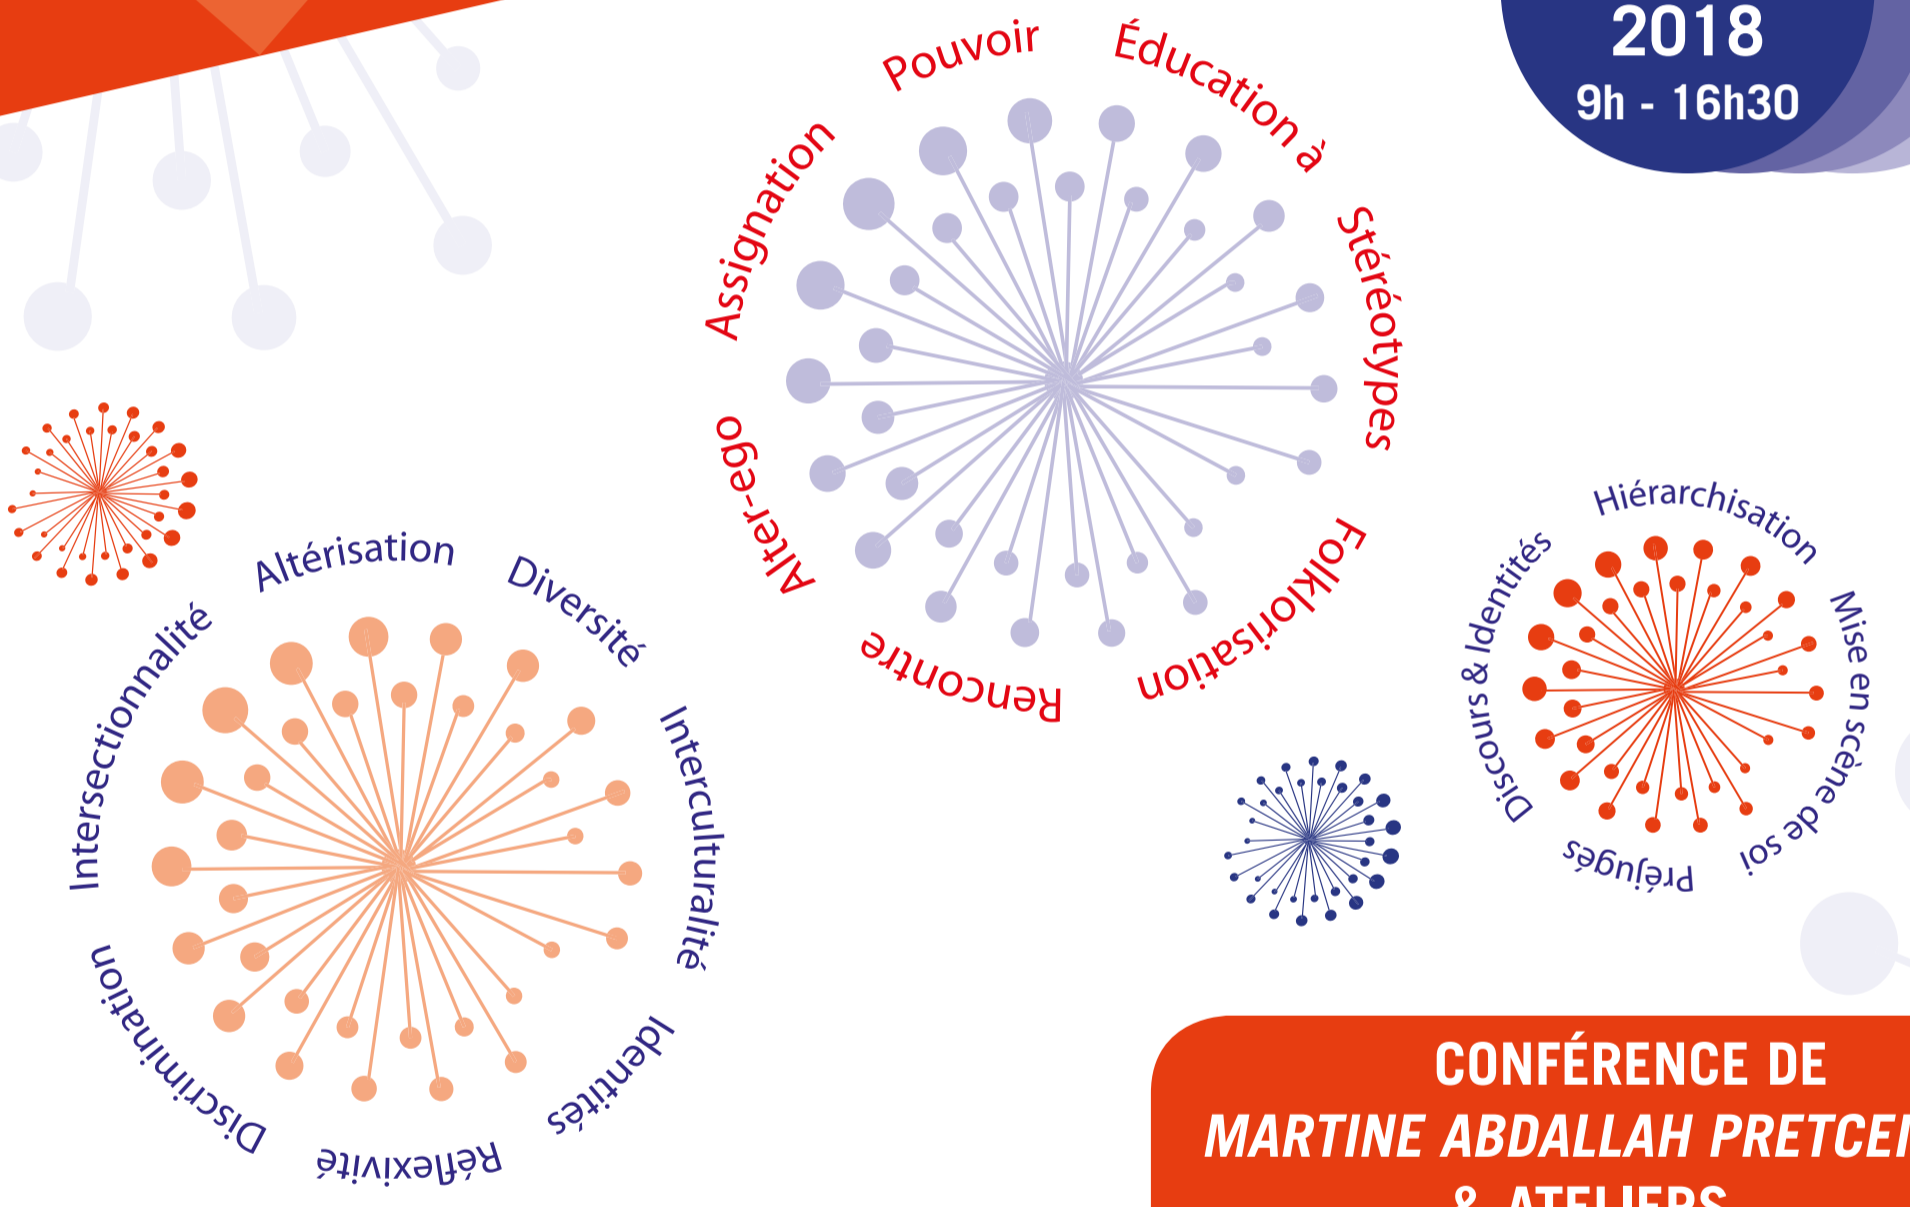 2018
9h - 16h30
Pouvoir
Éducation à
Stéréotypes
Folklorisation
Rencontre
Alter-ego
Assignation
Altérisation
Diversité
Interculturalité
Identités
Réflexivité
Discrimination
Intersectionnalité
Hiérarchisation
Mise en scène de soi
Préjugés
Discours & Identités
CONFÉRENCE DE
MARTINE ABDALLAH
& ATELIERS